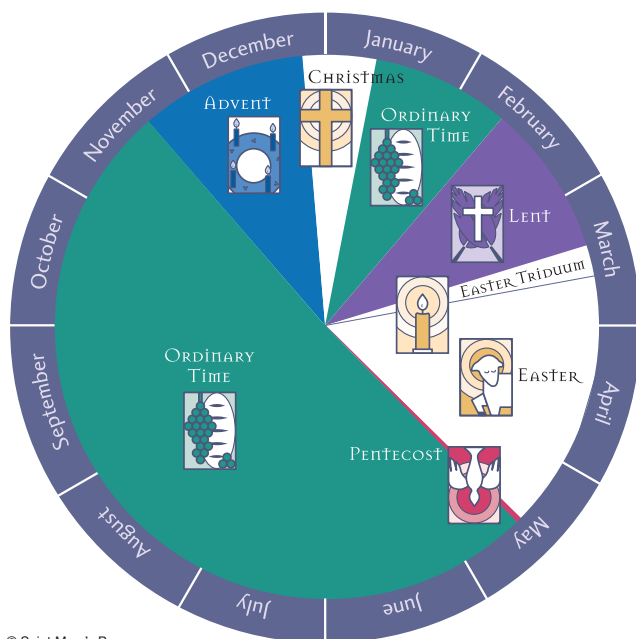 December
January
February
March
April
May
June
July
August
September
October
November
Advent
Christmas
Ordinary
Time
Lent
Easter Triduum
Easter
Pentecost
Ordinary
Time